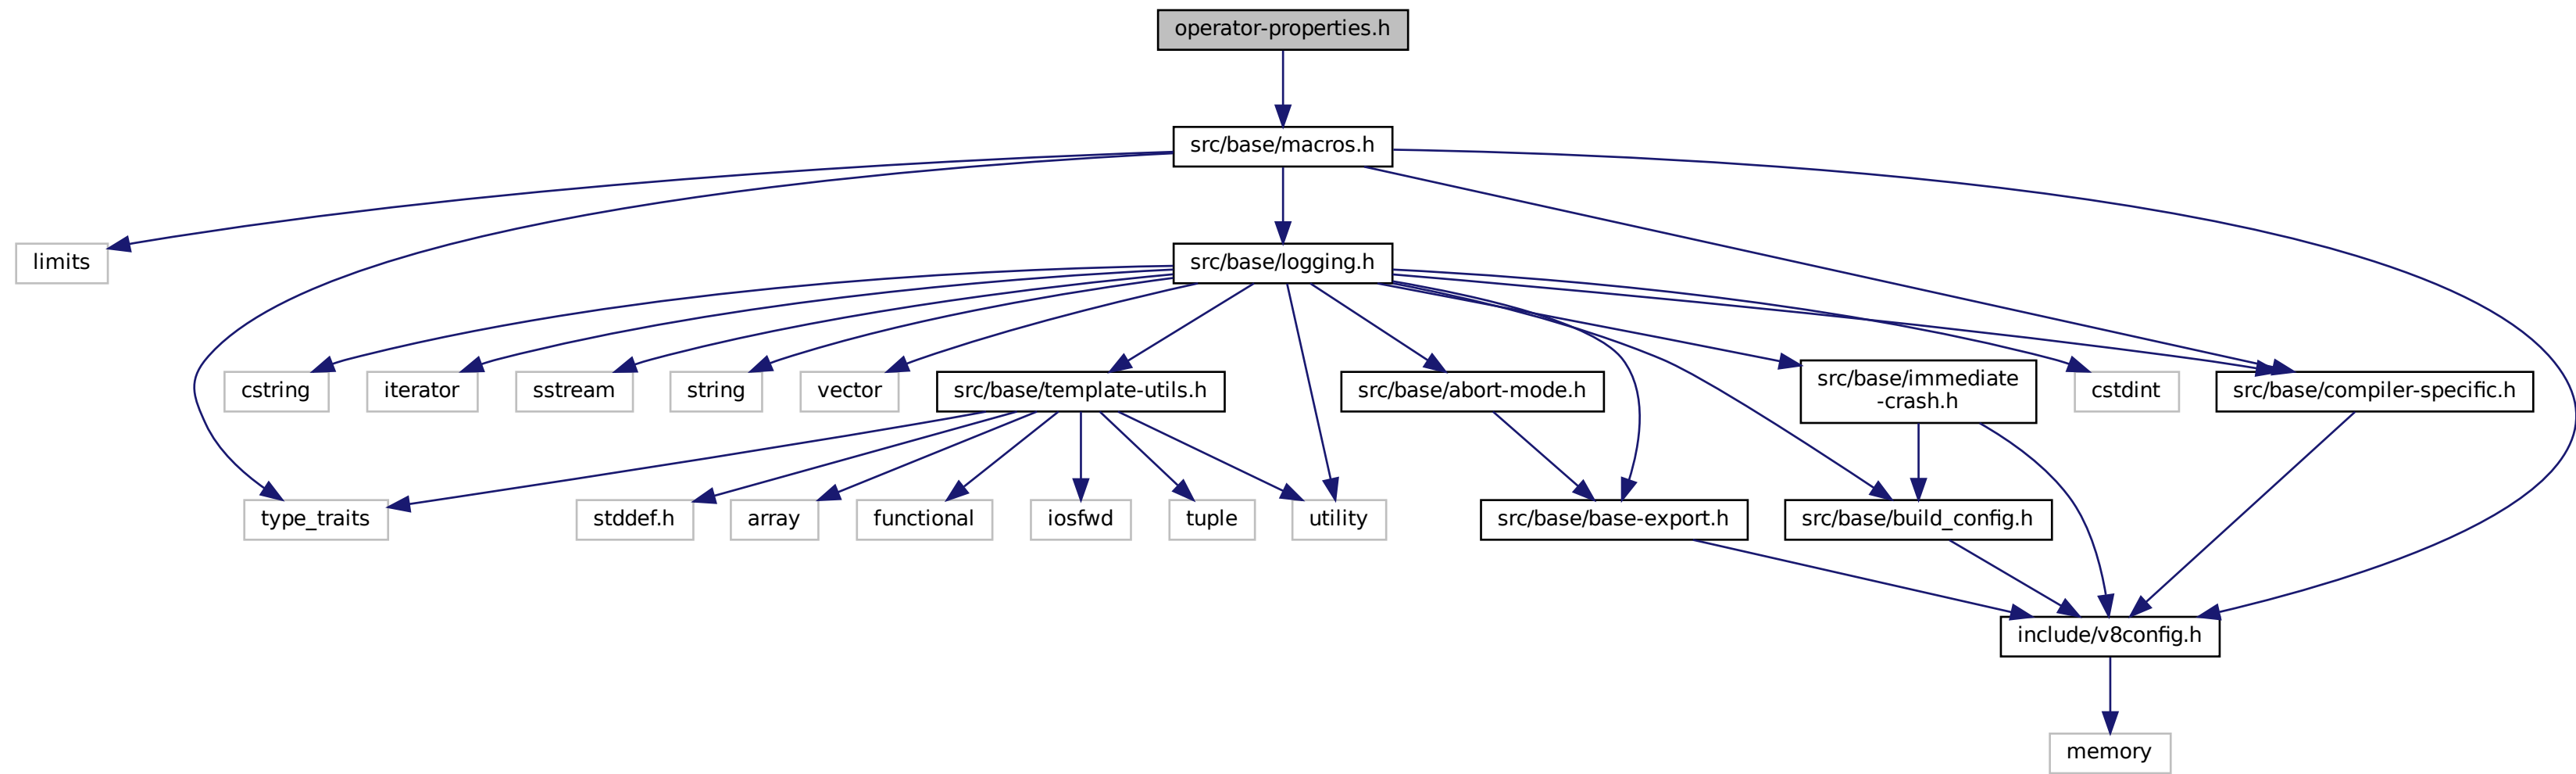 operator-properties.h
src/base/macros.h
limits
src/base/logging.h
cstring
iterator
sstream
string
vector
src/base/template-utils.h
src/base/abort-mode.h
src/base/immediate
-crash.h
cstdint
src/base/compiler-specific.h
type_traits
stddef.h
array
functional
iosfwd
tuple
utility
src/base/base-export.h
src/base/build_config.h
include/v8config.h
memory